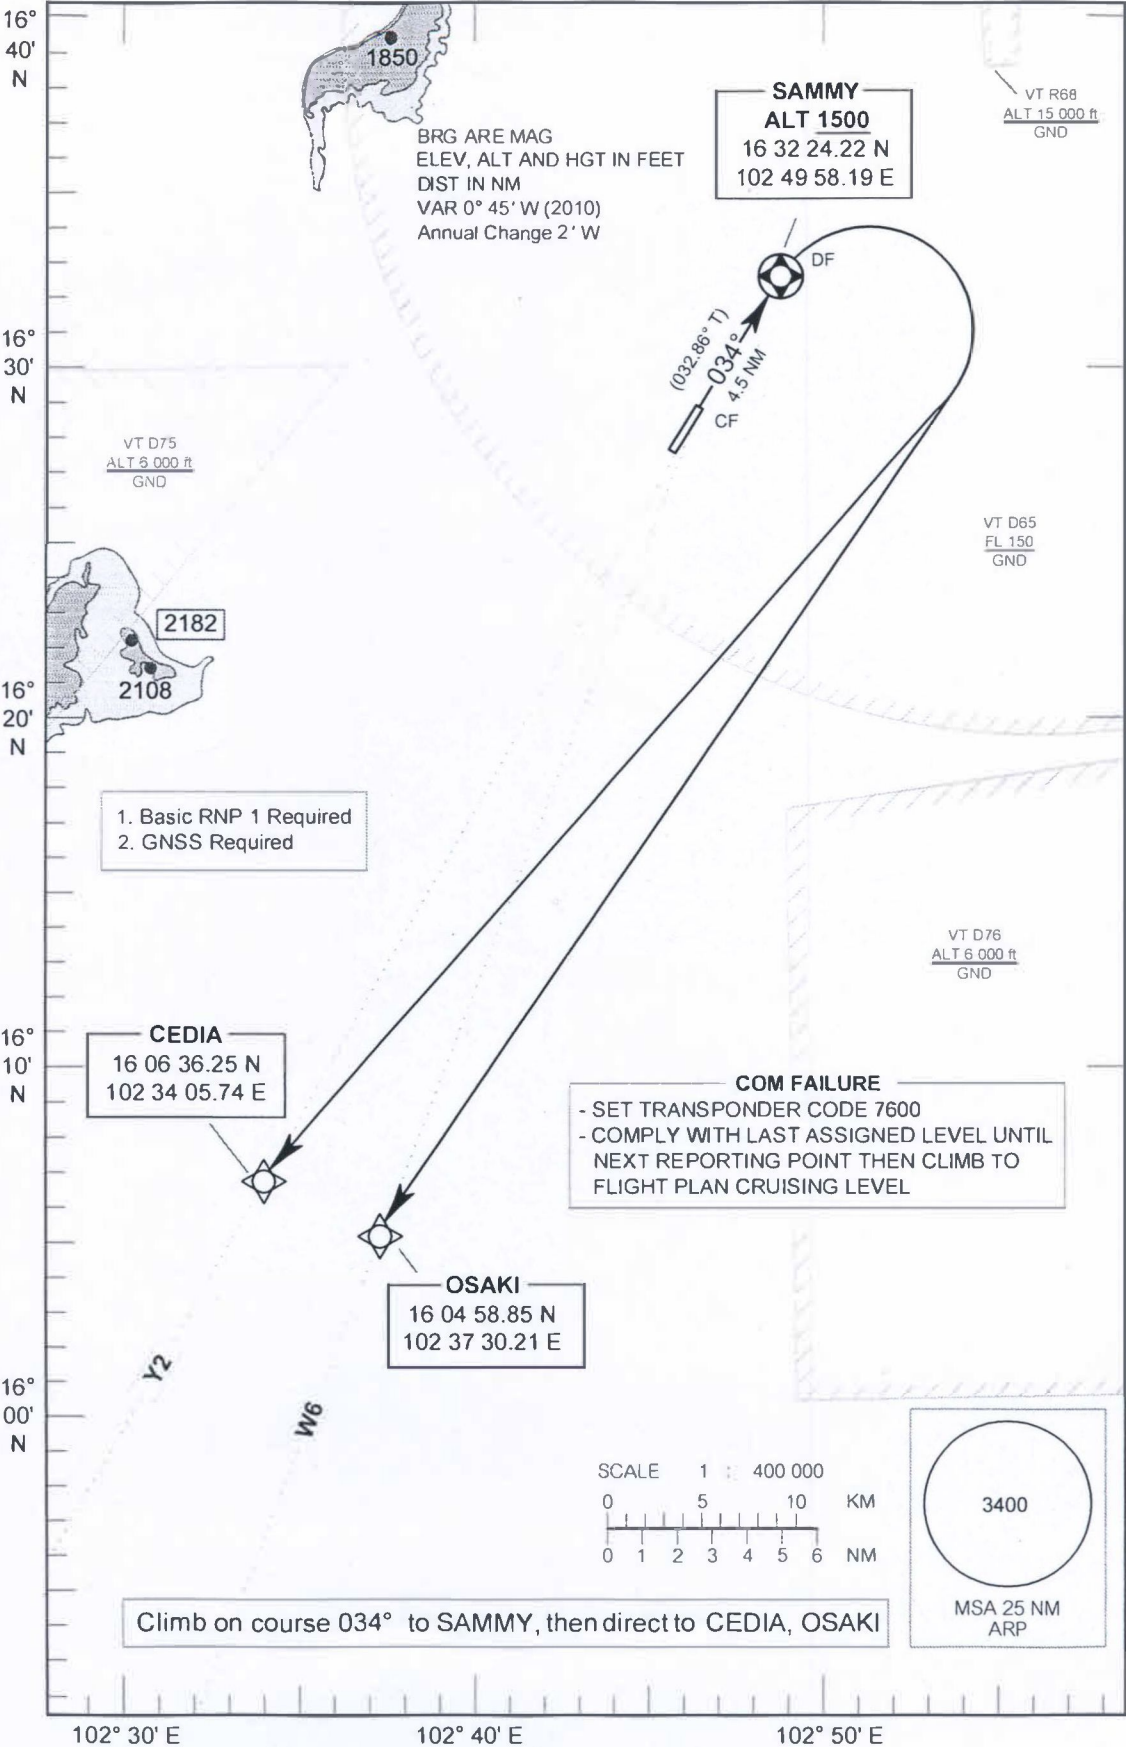 16°
40'
N
1850
BRG ARE MAG
ELEV, ALT AND HGT IN FEET
DIST IN NM
VAR 0° 45' W (2010)
Annual Change 2' W
SAMMY
ALT 1500
16 32 24.22 N
102 49 58.19 E
VT R68
ALT 15 000 ft
GND
DF
(032.86° T)
034°
4.5 NM
CF
16°
30'
N
VT D75
ALT 6 000 ft
GND
VT D65
FL 150
GND
2182
2108
16°
20'
N
1. Basic RNP 1 Required
2. GNSS Required
VT D76
ALT 6 000 ft
GND
16°
10'
N
CEDIA
16 06 36.25 N
102 34 05.74 E
COM FAILURE
- SET TRANSPONDER CODE 7600
- COMPLY WITH LAST ASSIGNED LEVEL UNTIL
NEXT REPORTING POINT THEN CLIMB TO
FLIGHT PLAN CRUISING LEVEL
OSAKI
16 04 58.85 N
102 37 30.21 E
Y2
W6
16°
00'
N
SCALE 1 : 400 000
0 5 10 KM
0 1 2 3 4 5 6 NM
3400
MSA 25 NM
ARP
Climb on course 034° to SAMMY, then direct to CEDIA, OSAKI
102° 30' E
102° 40' E
102° 50' E